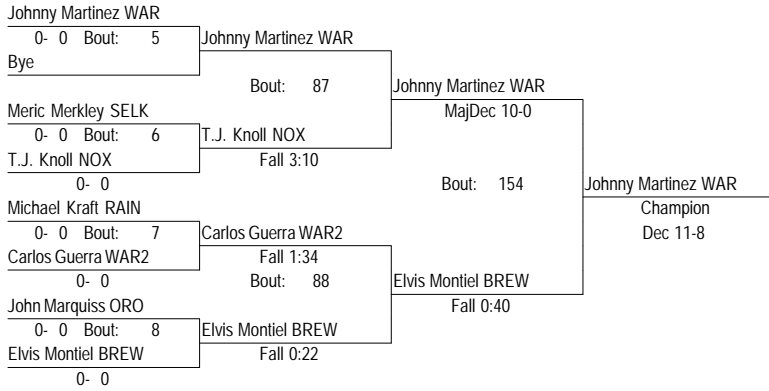 Johnny Martinez WAR
0- 0 Bout: 5 Johnny Martinez WAR
Bye
Bout: 87 Johnny Martinez WAR
Meric Merkley SELK MajDec 10-0
0- 0 Bout: 6 T.J. Knoll NOX
T.J. Knoll NOX Fall 3:10
0- 0 Bout: 154 Johnny Martinez WAR
Michael Kraft RAIN Champion
0- 0 Bout: 7 Carlos Guerra WAR2 Dec 11-8
Carlos Guerra WAR2 Fall 1:34
0- 0 Bout: 88 Elvis Montiel BREW
John Marquiss ORO Fall 0:40
0- 0 Bout: 8 Elvis Montiel BREW
Elvis Montiel BREW Fall 0:22
0- 0